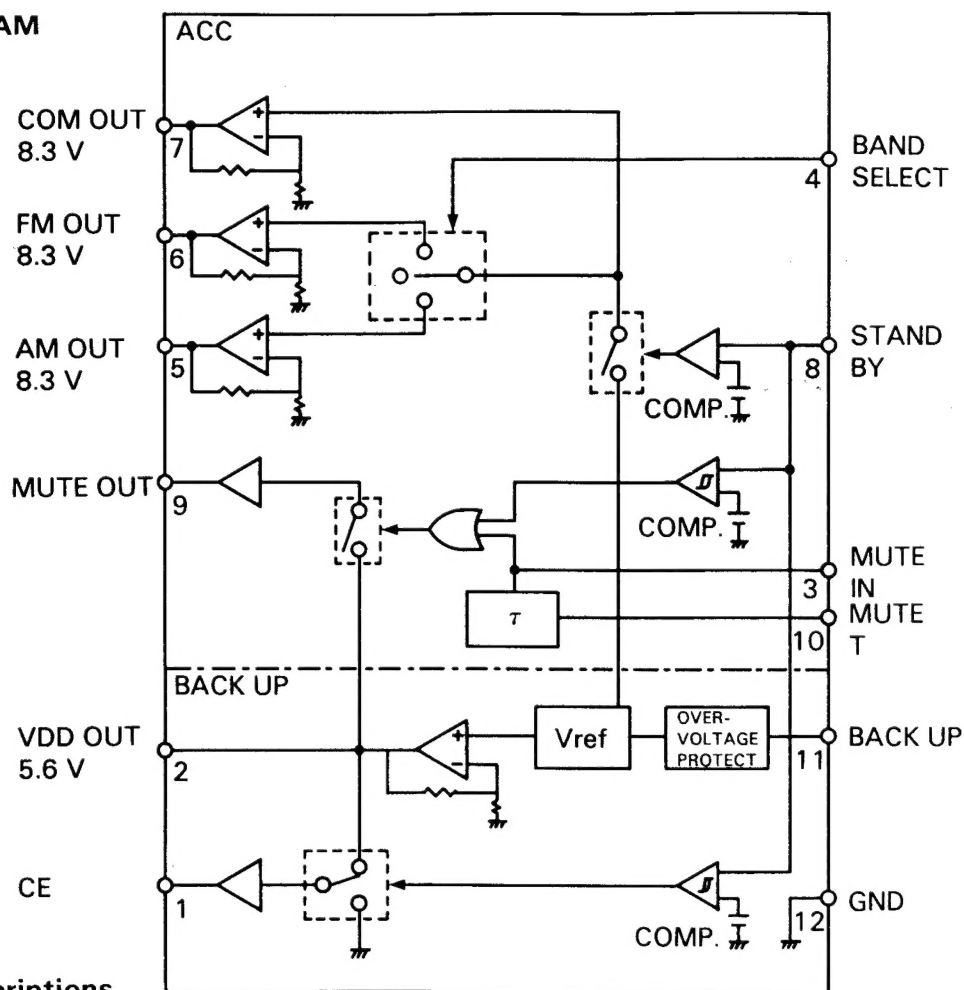 AM
ACC
COM OUT
8.3 V
7
FM OUT
8.3 V
6
AM OUT
8.3 V
5
MUTE OUT
9
BAND
SELECT
4
STAND
BY
8
COMP.
COMP.
MUTE
IN
3
MUTE
T
10
τ
BACK UP
VDD OUT
5.6 V
2
Vref
OVER-
VOLTAGE
PROTECT
BACK UP
11
CE
1
COMP.
GND
12
+
−
+
−
+
−
+
−
riptions